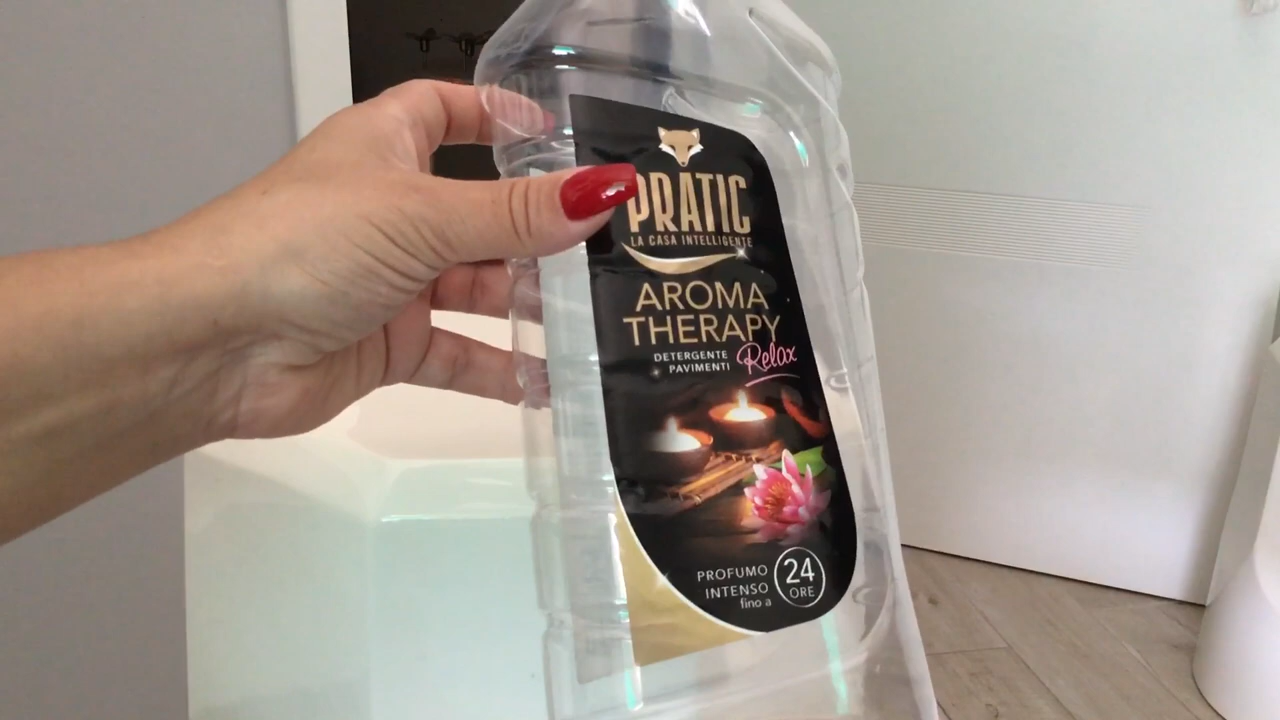 PRATIC
LA CASA INTELLIGENTE
AROMA
THERAPY
DETERGENTE
PAVIMENTI
Relax
PROFUMO
INTENSO
fino a
24
ORE